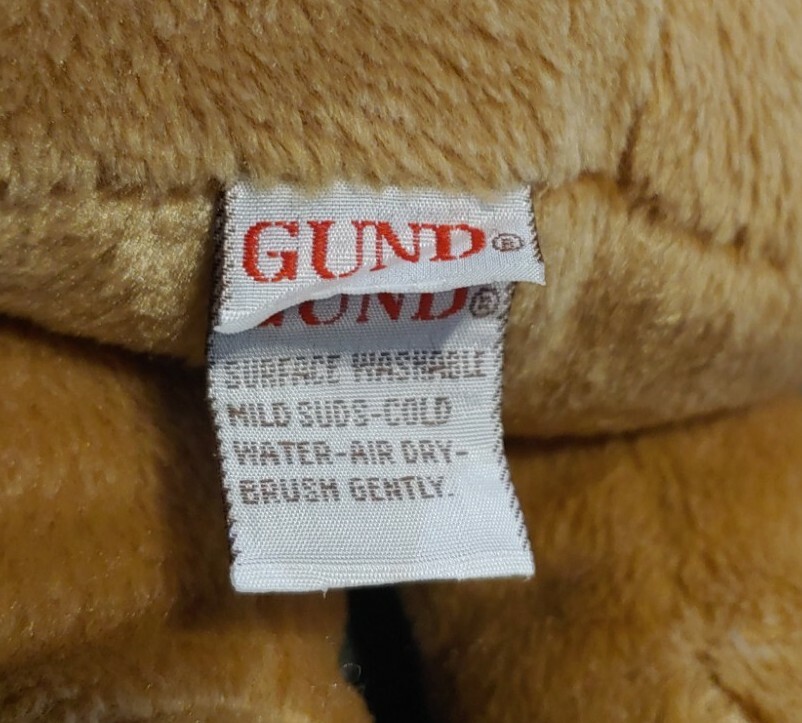 GUND®
GUND®
SURFACE WASHABLE
MILD SUDS-COLD
WATER-AIR DRY-
BRUSH GENTLY.